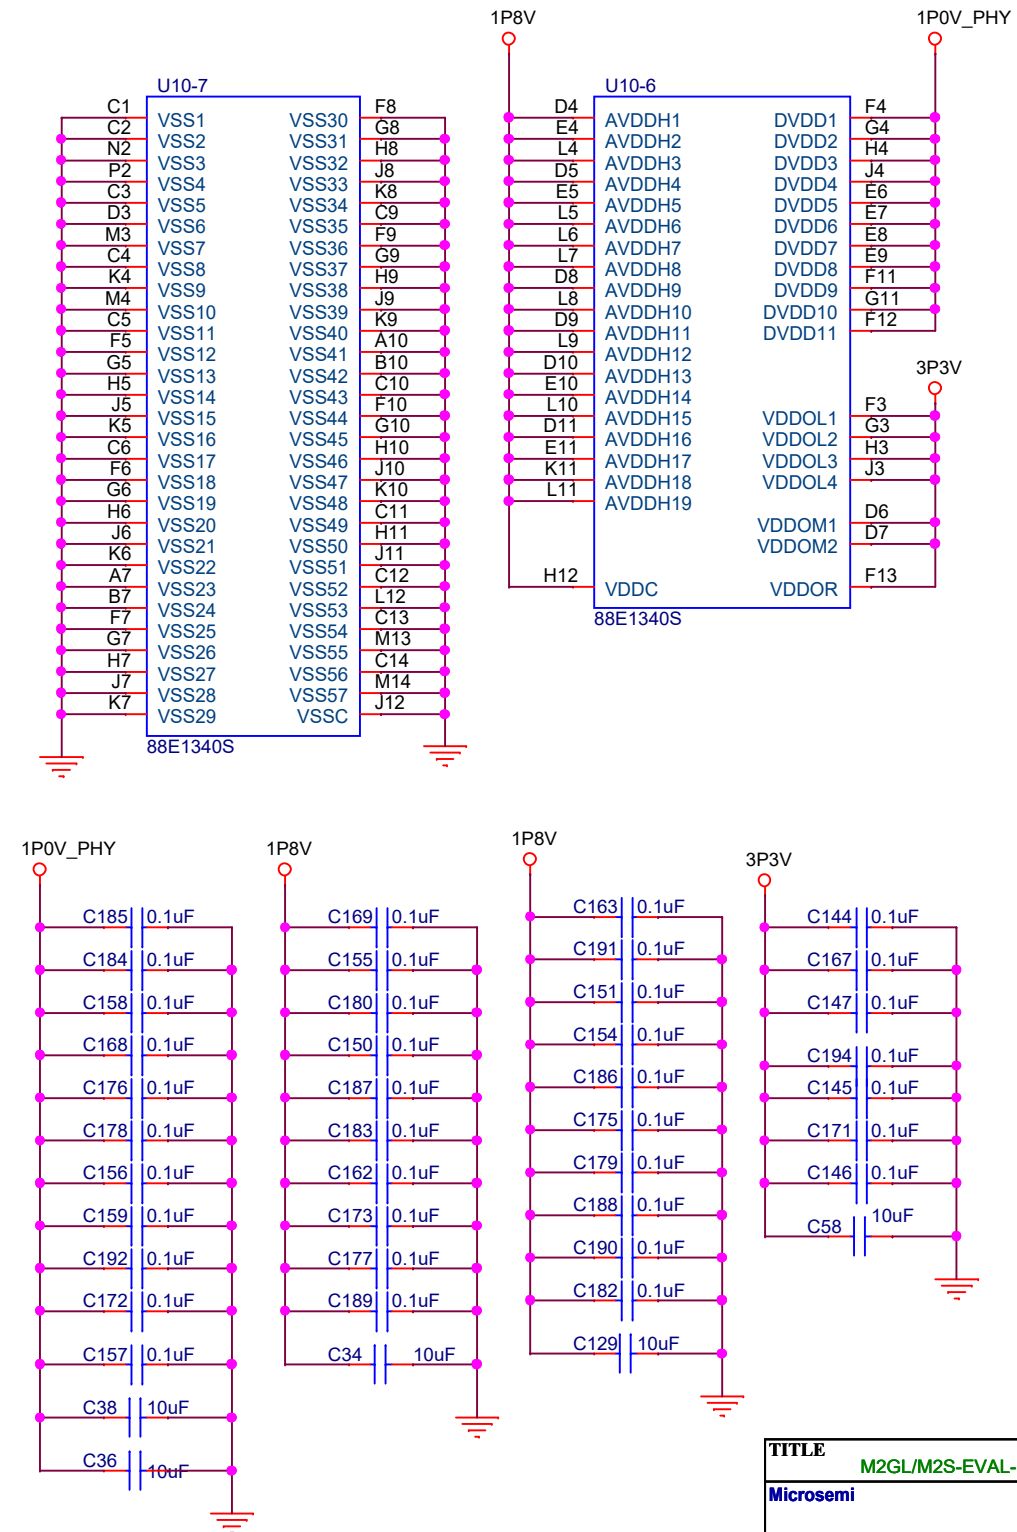 1P8V 1P0V_PHY
U10-7 U10-6
C1 VSS1 VSS30 F8
C2 VSS2 VSS31 G8
N2 VSS3 VSS32 H8
P2 VSS4 VSS33 J8
C3 VSS5 VSS34 K8
D3 VSS6 VSS35 C9
M3 VSS7 VSS36 F9
C4 VSS8 VSS37 G9
K4 VSS9 VSS38 H9
M4 VSS10 VSS39 J9
C5 VSS11 VSS40 K9
F5 VSS12 VSS41 A10
G5 VSS13 VSS42 B10
H5 VSS14 VSS43 C10
J5 VSS15 VSS44 F10
K5 VSS16 VSS45 G10
C6 VSS17 VSS46 H10
F6 VSS18 VSS47 J10
G6 VSS19 VSS48 K10
H6 VSS20 VSS49 C11
J6 VSS21 VSS50 H11
K6 VSS22 VSS51 J11
A7 VSS23 VSS52 C12
B7 VSS24 VSS53 L12
F7 VSS25 VSS54 C13
G7 VSS26 VSS55 M13
H7 VSS27 VSS56 C14
J7 VSS28 VSS57 M14
K7 VSS29 VSSC J12
88E1340S
D4 AVDDH1 DVDD1 F4
E4 AVDDH2 DVDD2 G4
L4 AVDDH3 DVDD3 H4
D5 AVDDH4 DVDD4 J4
E5 AVDDH5 DVDD5 E6
L5 AVDDH6 DVDD6 E7
L6 AVDDH7 DVDD7 E8
L7 AVDDH8 DVDD8 E9
D8 AVDDH9 DVDD9 F11
L8 AVDDH10 DVDD10 G11
D9 AVDDH11 DVDD11 F12
L9 AVDDH12
D10 AVDDH13 3P3V
E10 AVDDH14
L10 AVDDH15 VDDOL1 F3
D11 AVDDH16 VDDOL2 G3
E11 AVDDH17 VDDOL3 H3
K11 AVDDH18 VDDOL4 J3
L11 AVDDH19
VDDOM1 D6
VDDOM2 D7
H12 VDDC VDDOR F13
88E1340S
1P0V_PHY
C185 0.1uF
C184 0.1uF
C158 0.1uF
C168 0.1uF
C176 0.1uF
C178 0.1uF
C156 0.1uF
C159 0.1uF
C192 0.1uF
C172 0.1uF
C157 0.1uF
C38 10uF
C36 10uF
1P8V
C169 0.1uF
C155 0.1uF
C180 0.1uF
C150 0.1uF
C187 0.1uF
C183 0.1uF
C162 0.1uF
C173 0.1uF
C177 0.1uF
C189 0.1uF
C34 10uF
1P8V
C163 0.1uF
C191 0.1uF
C151 0.1uF
C154 0.1uF
C186 0.1uF
C175 0.1uF
C179 0.1uF
C188 0.1uF
C190 0.1uF
C182 0.1uF
C129 10uF
3P3V
C144 0.1uF
C167 0.1uF
C147 0.1uF
C194 0.1uF
C145 0.1uF
C171 0.1uF
C146 0.1uF
C58 10uF
TITLE
M2GL/M2S-EVAL-
Microsemi